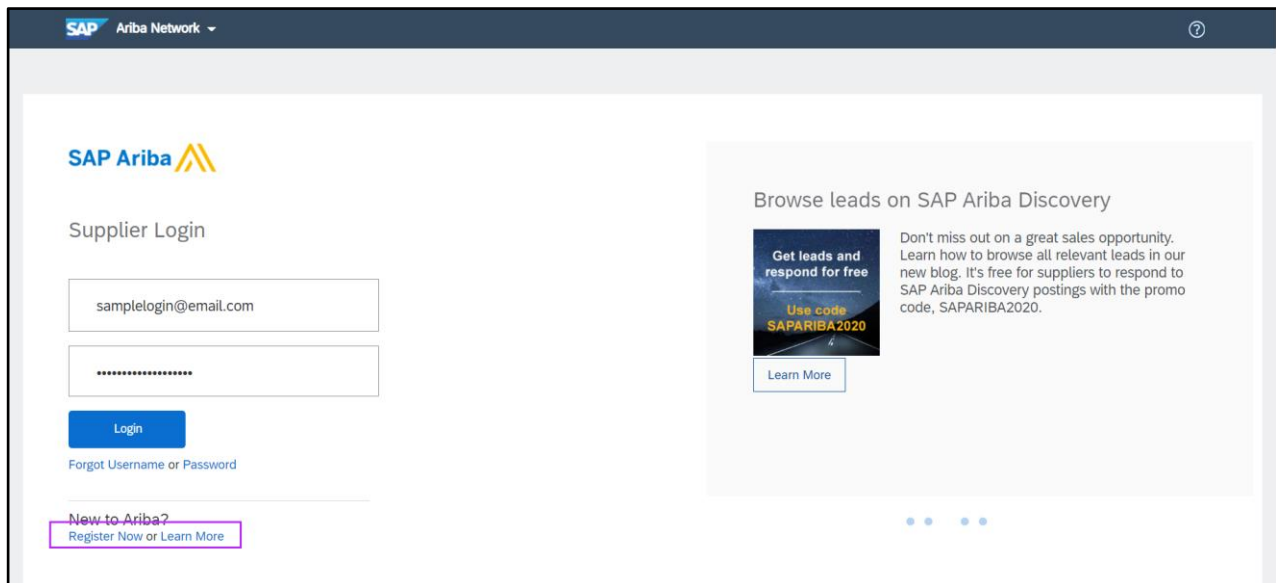 SAP Ariba Network
SAP Ariba
Supplier Login
samplelogin@email.com
Login
Forgot Username or Password
New to Ariba?
Register Now or Learn More
Browse leads on SAP Ariba Discovery
Get leads and
respond for free
Use code
SAPARIBA2020
Don't miss out on a great sales opportunity.
Learn how to browse all relevant leads in our
new blog. It's free for suppliers to respond to
SAP Ariba Discovery postings with the promo
code, SAPARIBA2020.
Learn More